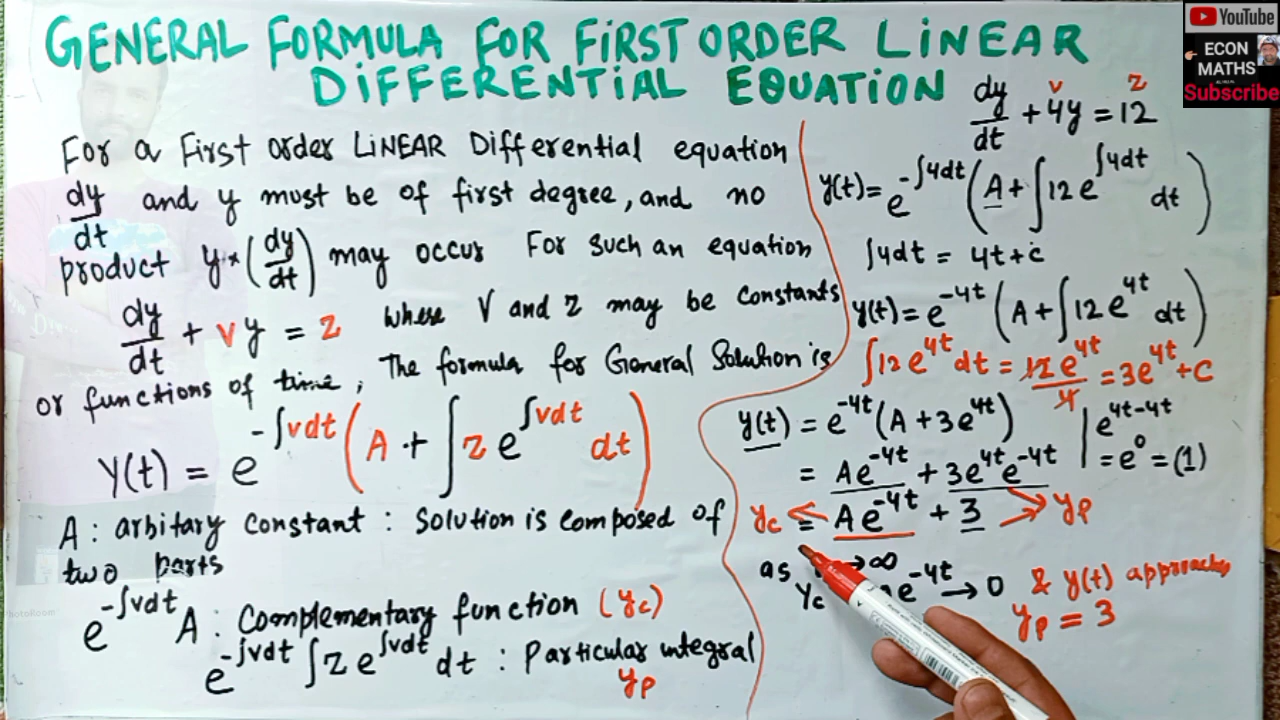 GENERAL FORMULA FOR FIRST ORDER LINEAR
DIFFERENTIAL EQUATION
YouTube
ECON
MATHS
Subscribe
For a First order LINEAR Differential equation
dy/dt and y must be of first degree, and no
product y*(dy/dt) may occur For such an equation
dy/dt + vy = z where V and Z may be constants
or functions of time, The formula for General Solution is
Y(t) = e^{-∫vdt} (A + ∫z e^{∫vdt} dt)
A : arbitary constant : Solution is composed of
two parts
e^{-∫vdt} A : Complementary function (yc)
e^{-∫vdt} ∫z e^{∫vdt} dt : Particular integral
yp
v z
dy/dt + 4y = 12
y(t) = e^{-∫4dt} (A + ∫12 e^{∫4dt} dt)
∫4dt = 4t + c
y(t) = e^{-4t} (A + ∫12 e^{4t} dt)
∫12 e^{4t} dt = 12e^{4t}/4 = 3e^{4t} + C
y(t) = e^{-4t} (A + 3e^{4t})
= Ae^{-4t} + 3e^{4t}e^{-4t}
e^{4t-4t}
= e^0 = (1)
yc ← = Ae^{-4t} + 3 → yp
as → ∞
yc e^{-4t} → 0 & y(t) approaches
yp = 3
PhotoRoom